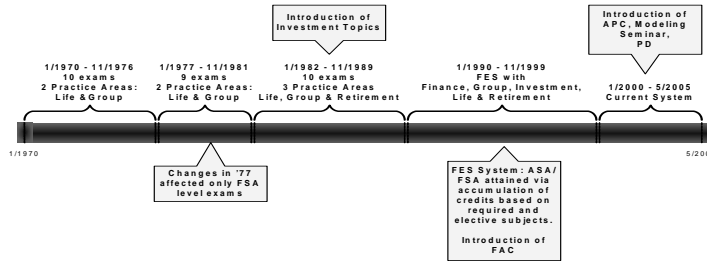 Introduction of
Investment Topics
Introduction of
APC, Modeling
Seminar,
PD
1/1970 - 11/1976
10 exams
2 Practice Areas:
Life & Group
1/1977 - 11/1981
9 exams
2 Practice Areas:
Life & Group
1/1982 - 11/1989
10 exams
3 Practice Areas
Life, Group & Retirement
1/1990 - 11/1999
FES with
Finance, Group, Investment,
Life & Retirement
1/2000 - 5/2005
Current System
1/1970
5/200
Changes in '77
affected only FSA
level exams
FES System: ASA/
FSA attained via
accumulation of
credits based on
required and
elective subjects.
Introduction of
FAC